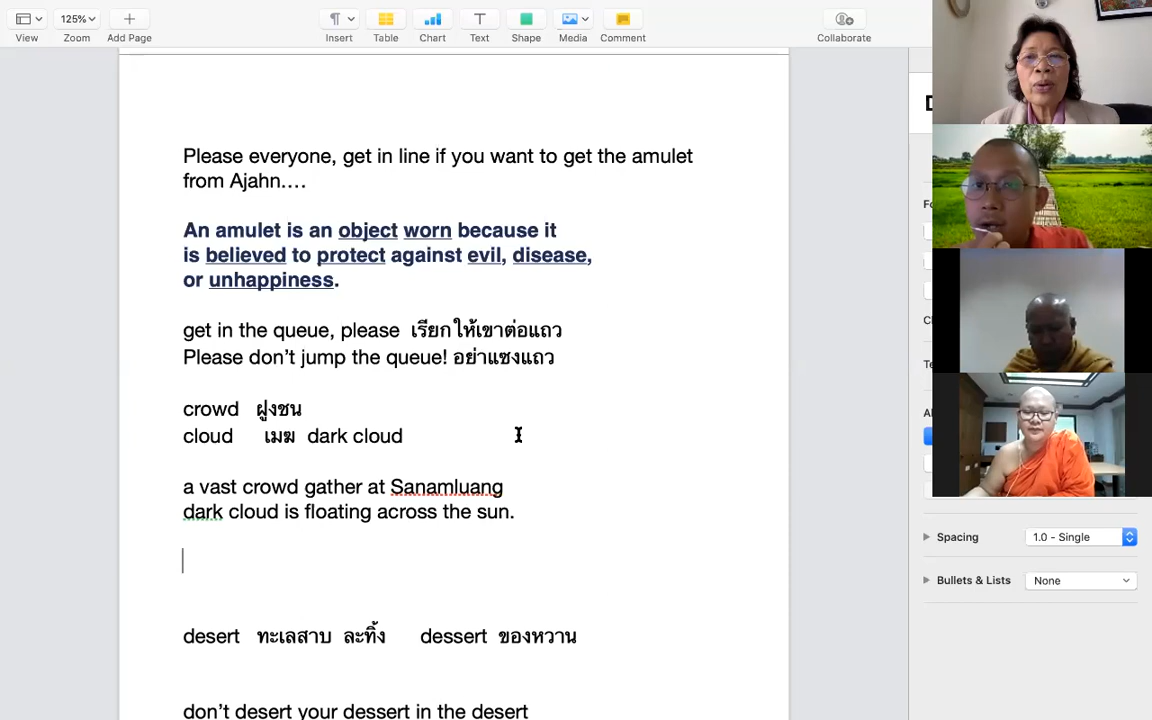 125%
View
Zoom
Add Page
Insert
Table
Chart
Text
Shape
Media
Comment
Collaborate
Please everyone, get in line if you want to get the amulet
from Ajahn....
An amulet is an object worn because it
is believed to protect against evil, disease,
or unhappiness.
get in the queue, please เรียกให้เขาต่อแถว
Please don't jump the queue! อย่าแซงแถว
crowd ฝูงชน
cloud เมฆ dark cloud
a vast crowd gather at Sanamluang
dark cloud is floating across the sun.
desert ทะเลสาบ ละทิ้ง dessert ของหวาน
don't desert your dessert in the desert
Spacing
1.0 - Single
Bullets & Lists
None